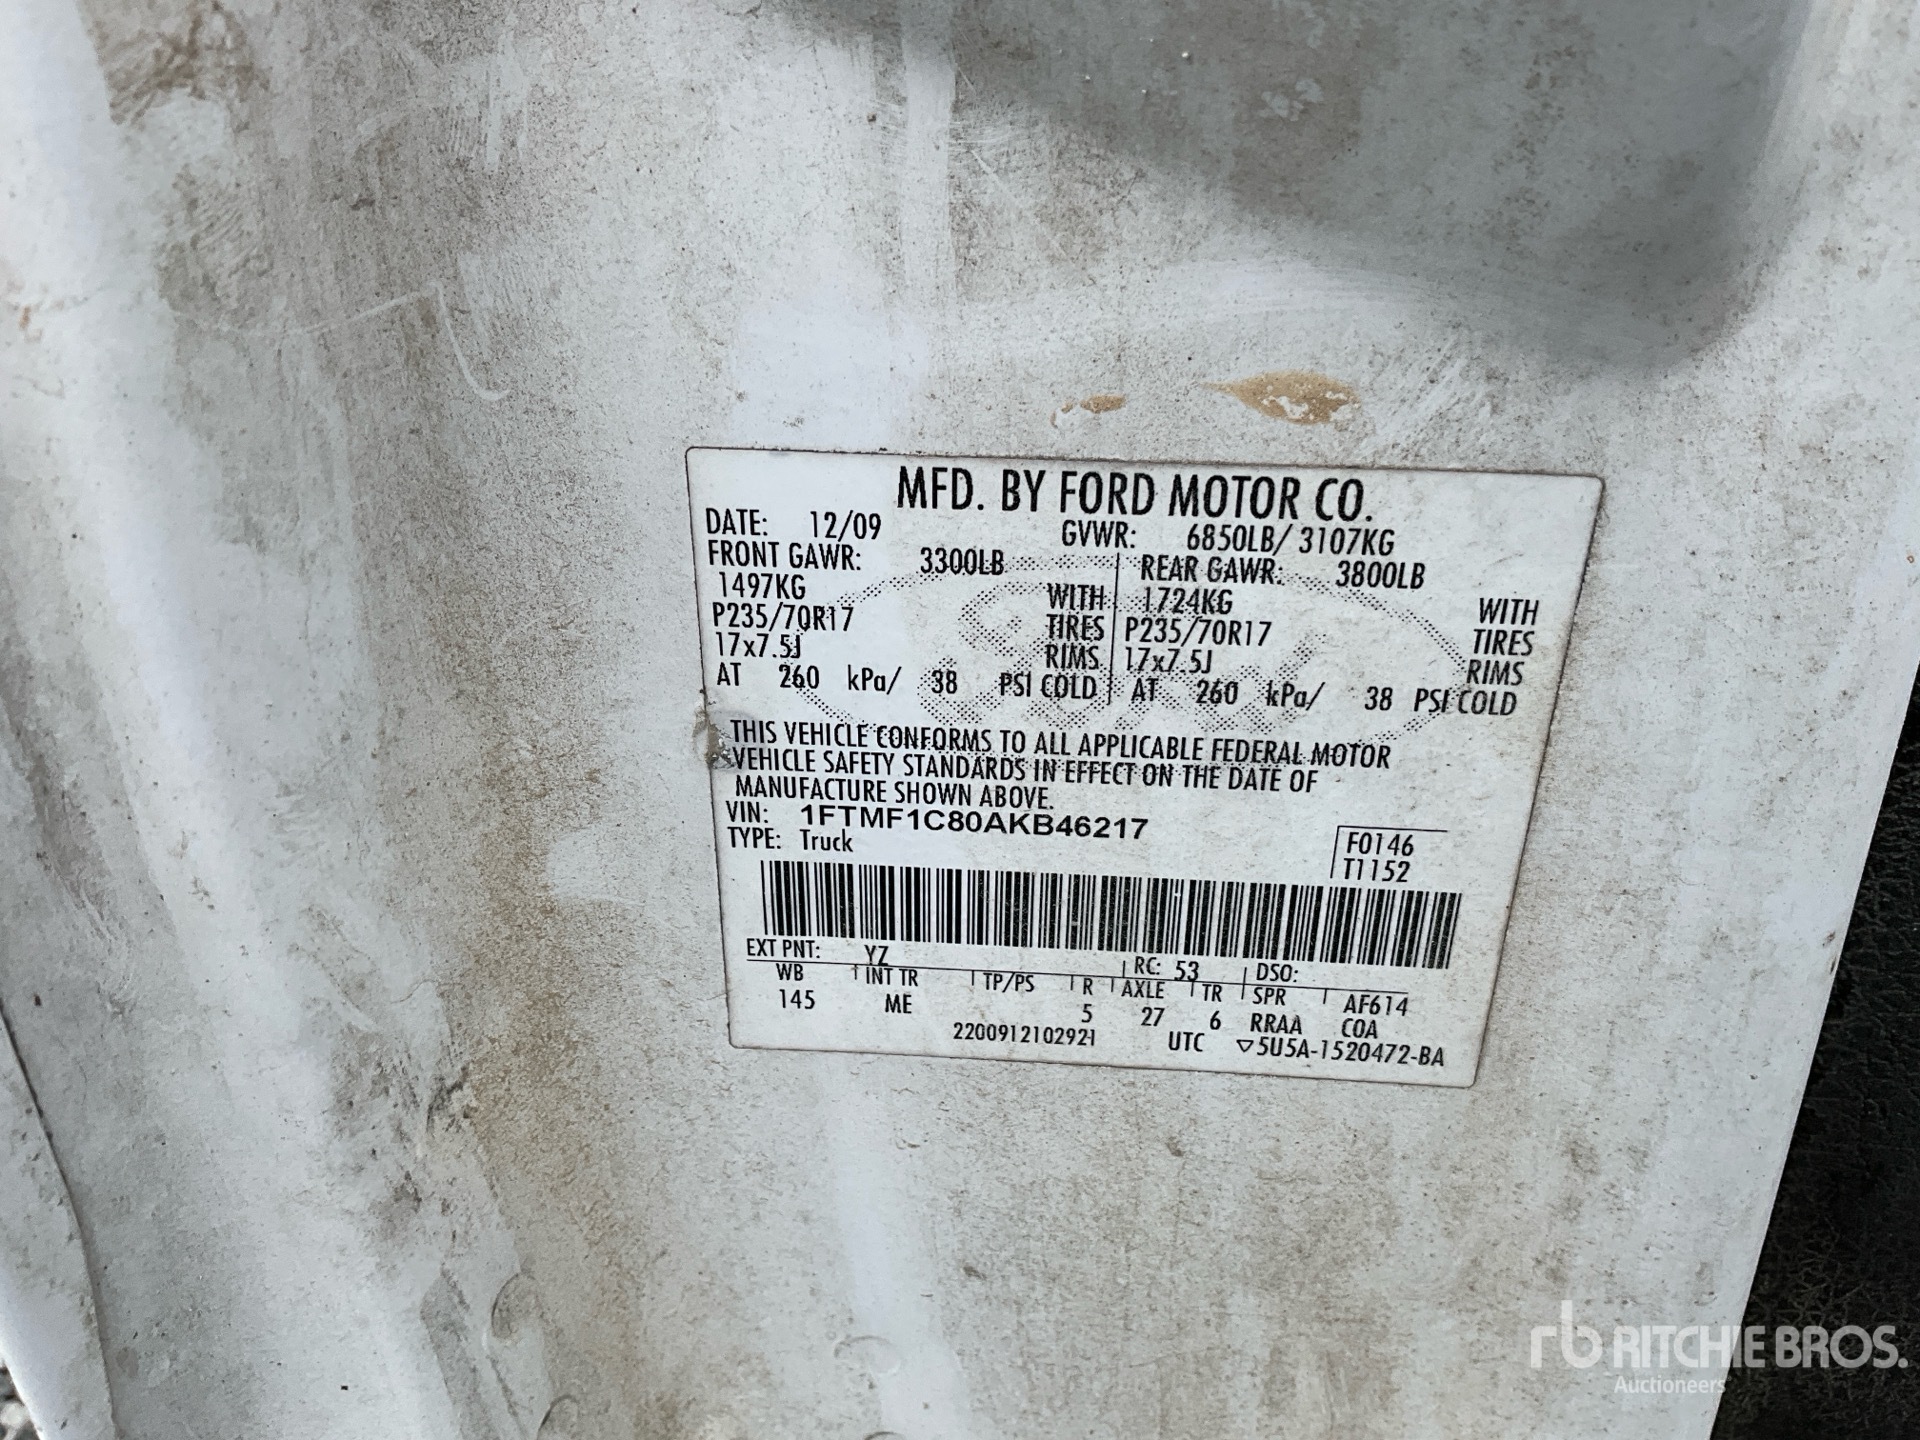 MFD. BY FORD MOTOR CO.
DATE: 12/09 GVWR: 6850LB/ 3107KG
FRONT GAWR: 3300LB REAR GAWR: 3800LB
1497KG WITH 1724KG WITH
P235/70R17 TIRES P235/70R17 TIRES
17x7.5J RIMS 17x7.5J RIMS
AT 260 kPa/ 38 PSI COLD AT 260 kPa/ 38 PSI COLD
THIS VEHICLE CONFORMS TO ALL APPLICABLE FEDERAL MOTOR
VEHICLE SAFETY STANDARDS IN EFFECT ON THE DATE OF
MANUFACTURE SHOWN ABOVE.
VIN: 1FTMF1C80AKB46217
TYPE: Truck F0146
T1152
EXT PNT: YZ RC: 53 DSO:
WB INT TR TP/PS R AXLE TR SPR AF614
145 ME 5 27 6 RRAA COA
220091210292-1 UTC ▽5U5A-1520472-BA
rb RITCHIE BROS.
Auctioneers